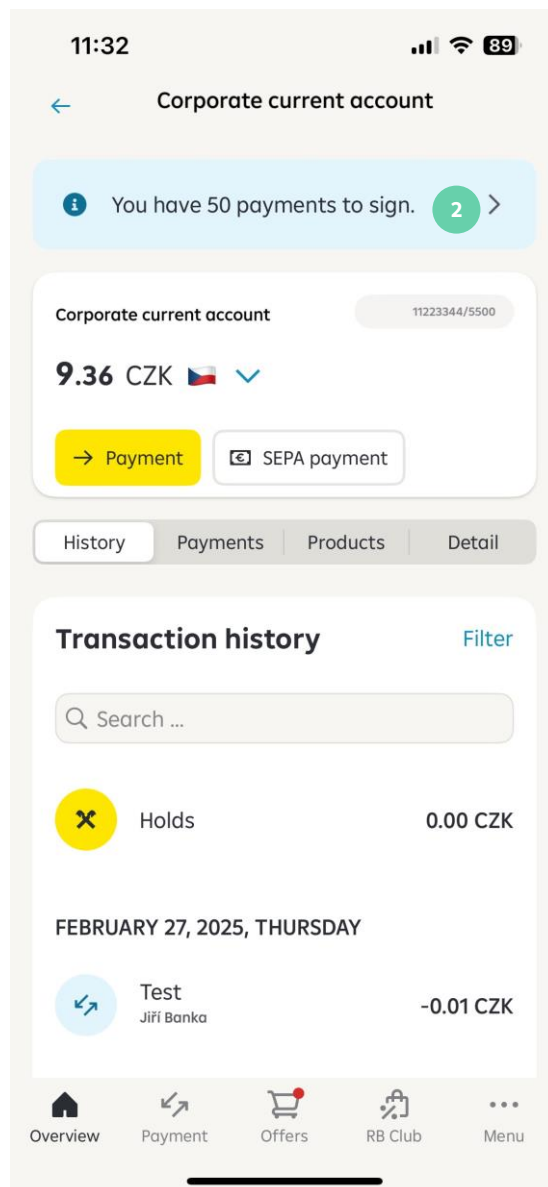 11:32
89
Corporate current account
You have 50 payments to sign.
2
Corporate current account
11223344/5500
9.36 CZK
Payment
SEPA payment
History
Payments
Products
Detail
Transaction history
Filter
Search ...
Holds
0.00 CZK
FEBRUARY 27, 2025, THURSDAY
Test
-0.01 CZK
Jiří Banka
Overview
Payment
Offers
RB Club
Menu